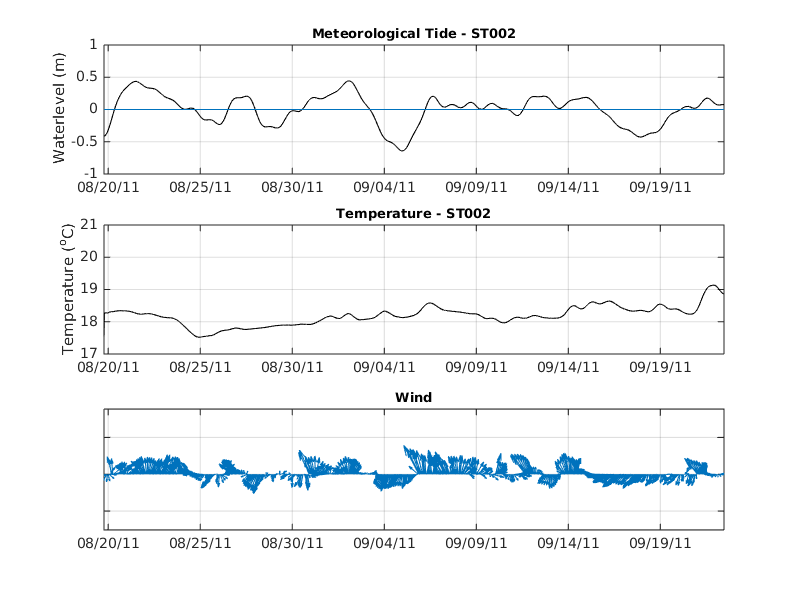 Meteorological Tide - ST002
Waterlevel (m)
1
0.5
0
-0.5
-1
08/20/11 08/25/11 08/30/11 09/04/11 09/09/11 09/14/11 09/19/11
Temperature - ST002
Temperature (°C)
21
20
19
18
17
08/20/11 08/25/11 08/30/11 09/04/11 09/09/11 09/14/11 09/19/11
Wind
08/20/11 08/25/11 08/30/11 09/04/11 09/09/11 09/14/11 09/19/11